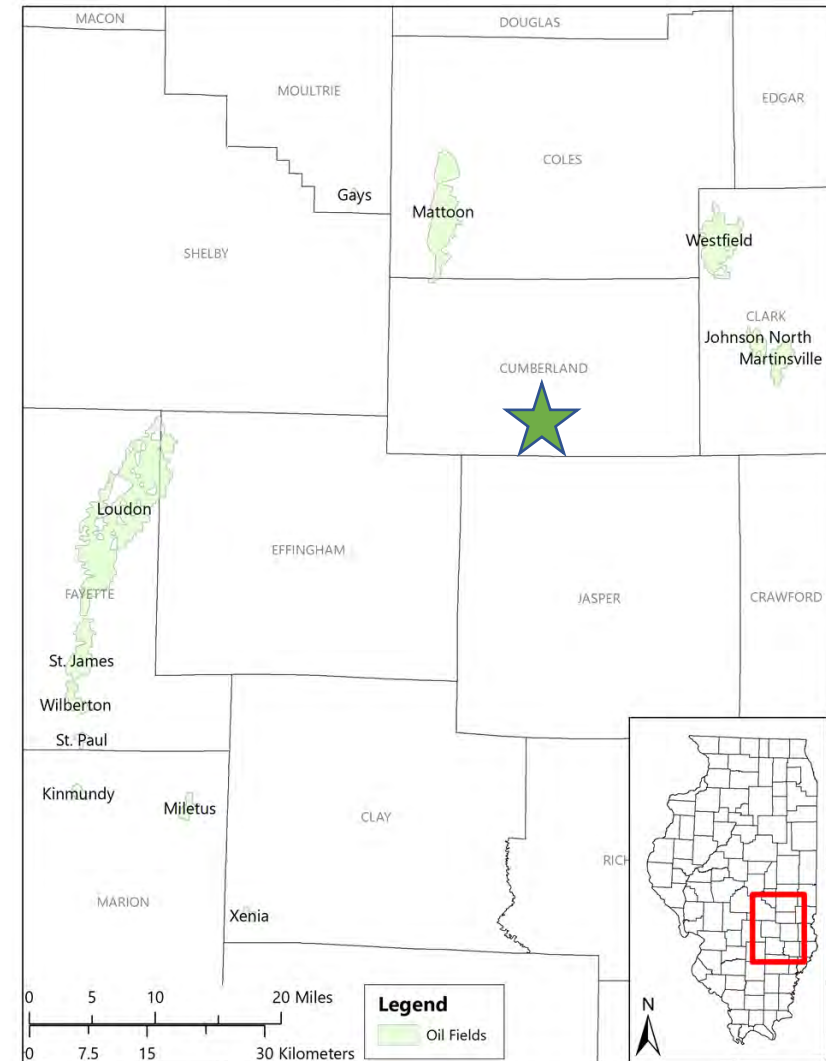 MACON
DOUGLAS
MOULTRIE
EDGAR
COLES
Gays
Mattoon
Westfield
SHELBY
CLARK
Johnson North
Martinsville
CUMBERLAND
Loudon
EFFINGHAM
FAYETTE
JASPER
CRAWFORD
St. James
Wilberton
St. Paul
Kinmundy
Miletus
CLAY
RICH
MARION
Xenia
0 5 10 20 Miles
0 7.5 15 30 Kilometers
Legend
Oil Fields
N